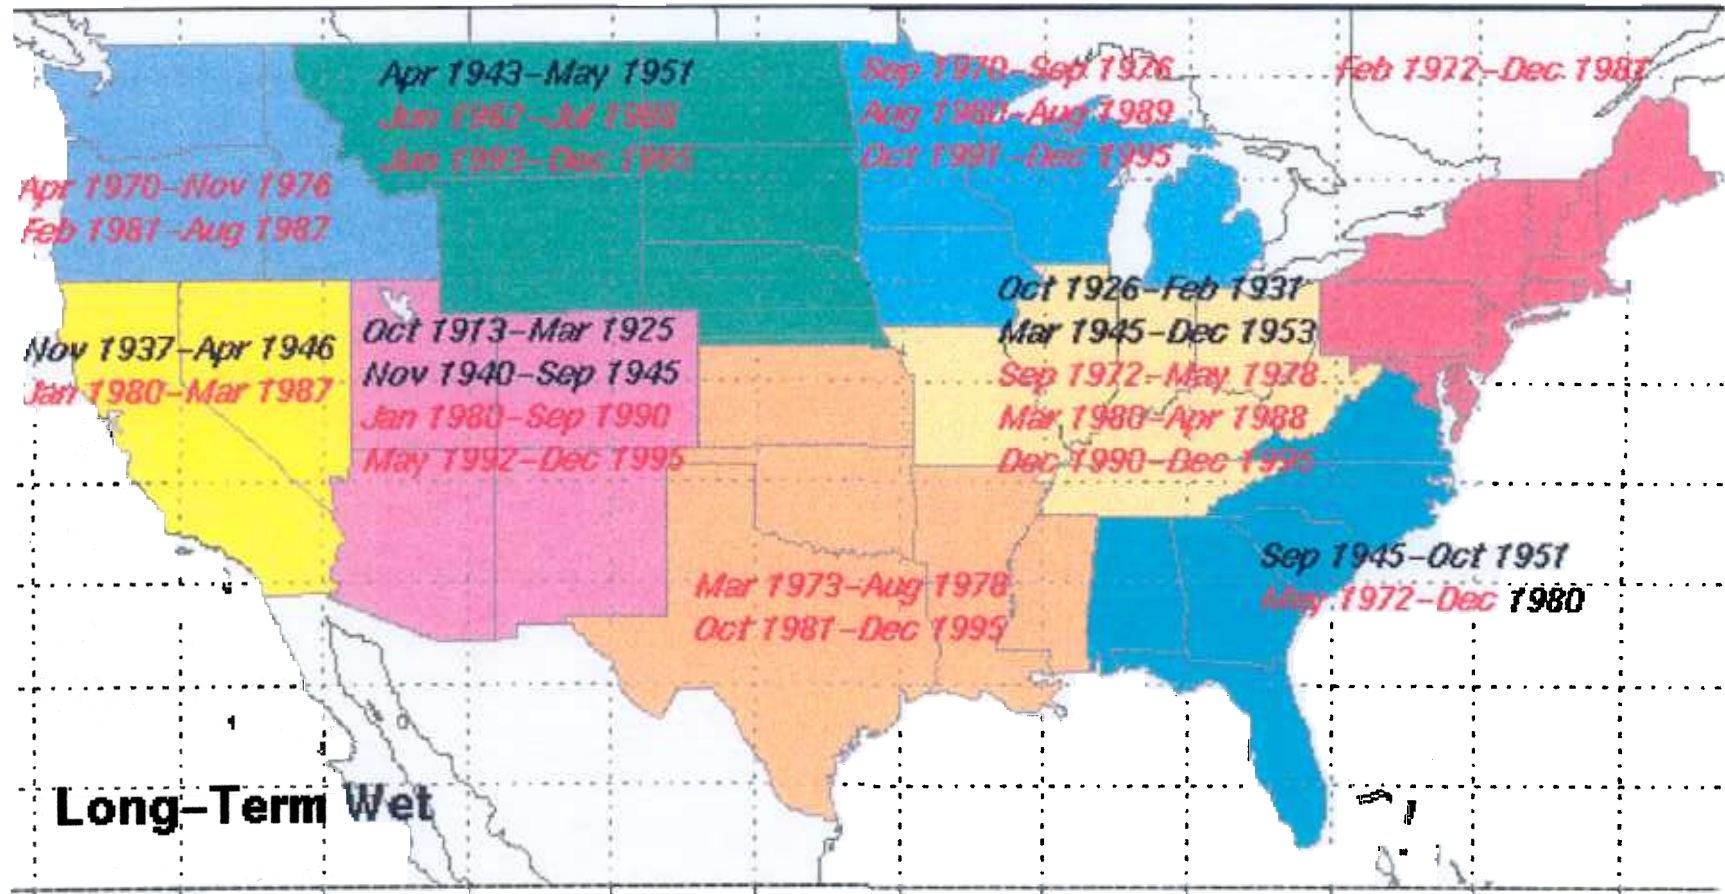 Apr 1943–May 1951
Jun 1982–Jul 1988
Jun 1993–Dec 1995
Sep 1970–Sep 1976
Aug 1980–Aug 1989
Oct 1991–Dec 1995
Feb 1972–Dec 1981
Apr 1970–Nov 1976
Feb 1981–Aug 1987
Nov 1937–Apr 1946
Jan 1980–Mar 1987
Oct 1913–Mar 1925
Nov 1940–Sep 1945
Jan 1980–Sep 1990
May 1992–Dec 1995
Oct 1926–Feb 1931
Mar 1945–Dec 1953
Sep 1972–May 1978
Mar 1980–Apr 1988
Dec 1990–Dec 1995
Mar 1973–Aug 1978
Oct 1981–Dec 1995
Sep 1945–Oct 1951
May 1972–Dec 1980
Long–Term Wet